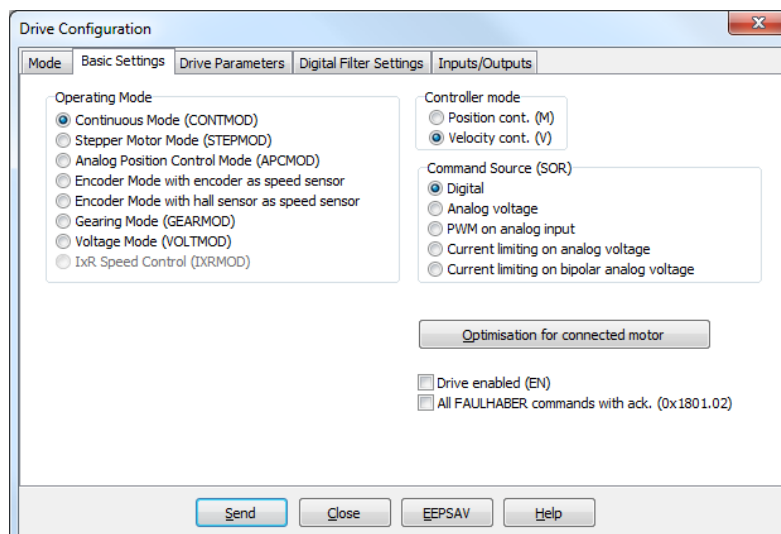 Drive Configuration
Mode
Basic Settings
Drive Parameters
Digital Filter Settings
Inputs/Outputs
Operating Mode
Continuous Mode (CONTMOD)
Stepper Motor Mode (STEPMOD)
Analog Position Control Mode (APCMOD)
Encoder Mode with encoder as speed sensor
Encoder Mode with hall sensor as speed sensor
Gearing Mode (GEARMOD)
Voltage Mode (VOLTMOD)
IxR Speed Control (IXRMOD)
Controller mode
Position cont. (M)
Velocity cont. (V)
Command Source (SOR)
Digital
Analog voltage
PWM on analog input
Current limiting on analog voltage
Current limiting on bipolar analog voltage
Optimisation for connected motor
Drive enabled (EN)
All FAULHABER commands with ack. (0x1801.02)
Send
Close
EEPSAV
Help